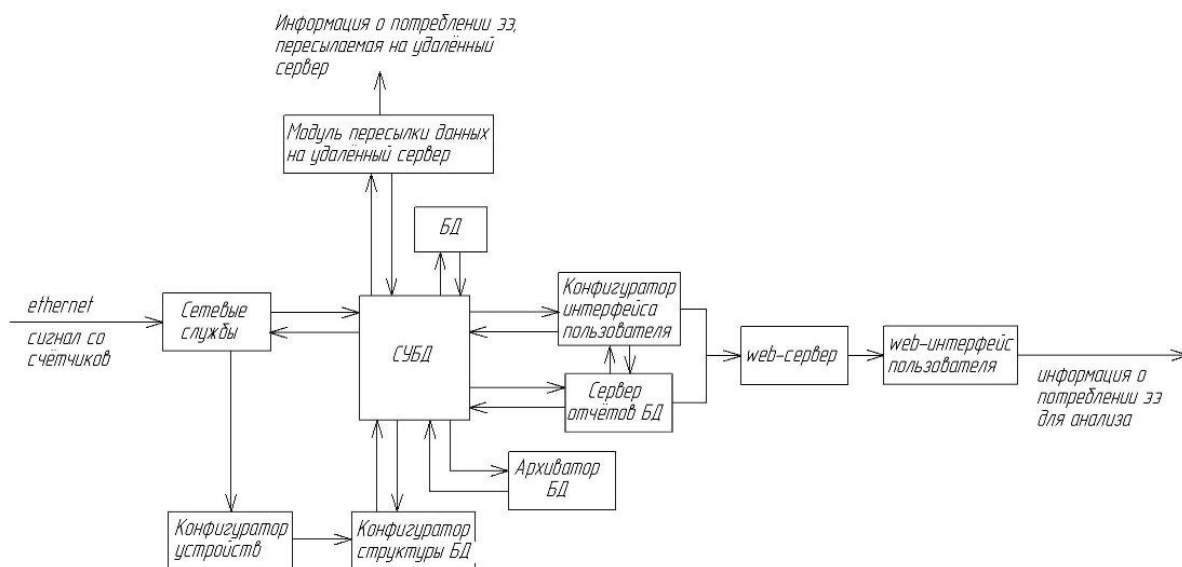 Информация о потреблении ээ,
пересылаемая на удалённый
сервер
Модуль пересылки данных
на удалённый сервер
БД
ethernet
сигнал со
счётчиков
Сетевые
службы
СУБД
Конфигуратор
интерфейса
пользователя
Сервер
отчётов БД
web-сервер
web-интерфейс
пользователя
информация о
потреблении ээ
для анализа
Архиватор
БД
Конфигуратор
устройств
Конфигуратор
структуры БД